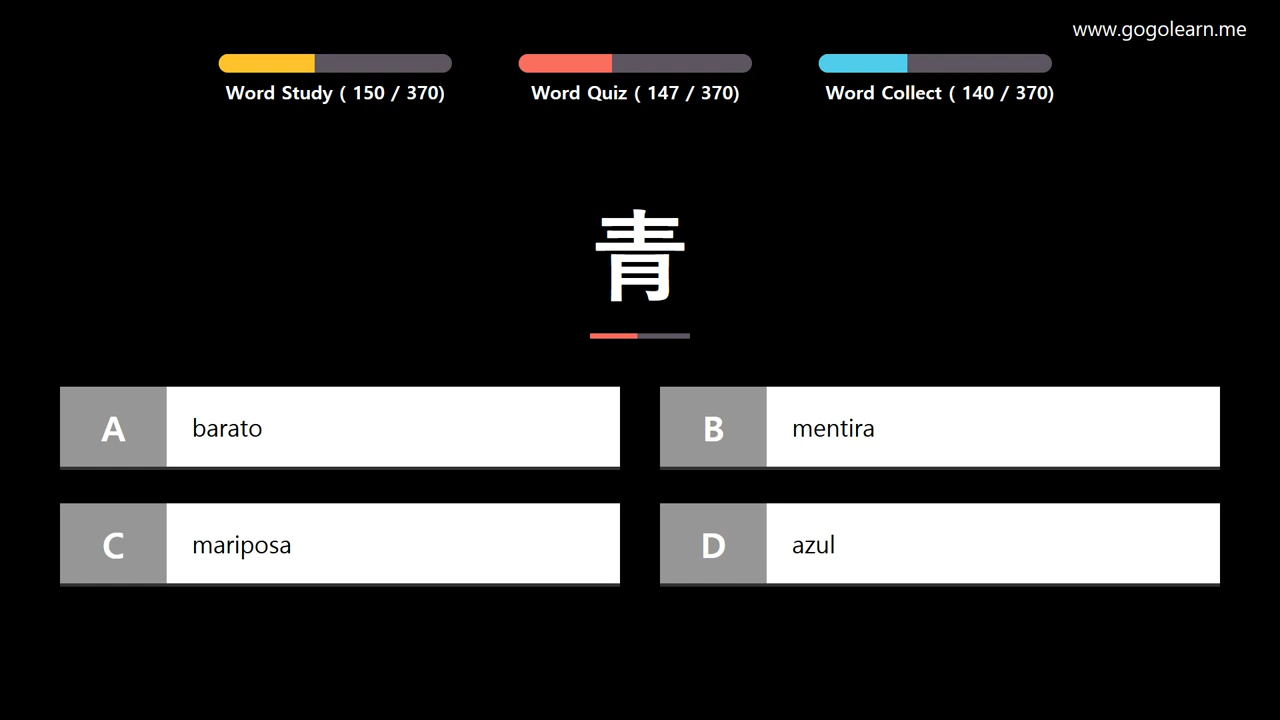 www.gogolearn.me
Word Study ( 150 / 370)
Word Quiz ( 147 / 370)
Word Collect ( 140 / 370)
青
A barato
B mentira
C mariposa
D azul